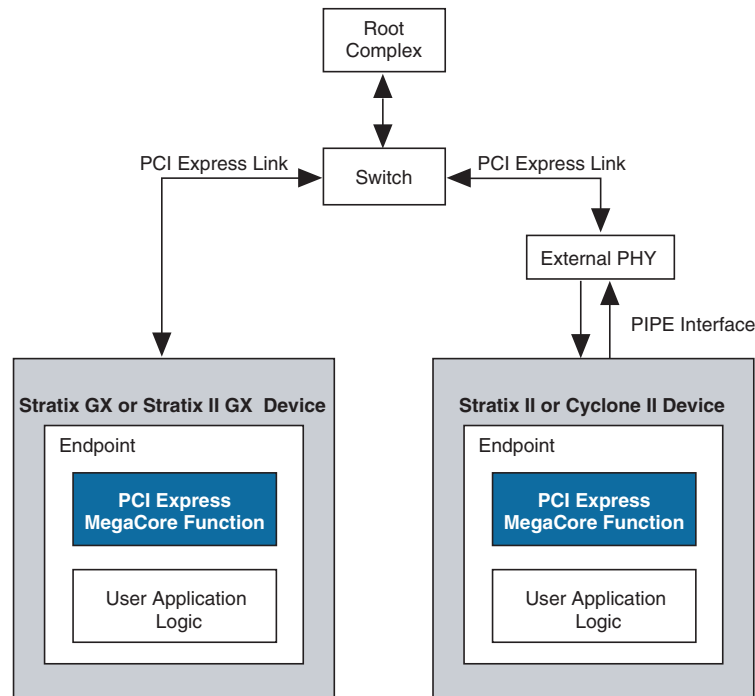 Root
Complex
PCI Express Link
Switch
PCI Express Link
External PHY
PIPE Interface
Stratix GX or Stratix II GX Device
Endpoint
PCI Express
MegaCore Function
User Application
Logic
Stratix II or Cyclone II Device
Endpoint
PCI Express
MegaCore Function
User Application
Logic